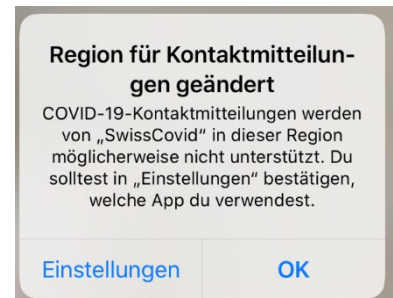 Region für Kontaktmitteilun-
gen geändert
COVID-19-Kontaktmitteilungen werden
von „SwissCovid“ in dieser Region
möglicherweise nicht unterstützt. Du
solltest in „Einstellungen“ bestätigen,
welche App du verwendest.
Einstellungen OK